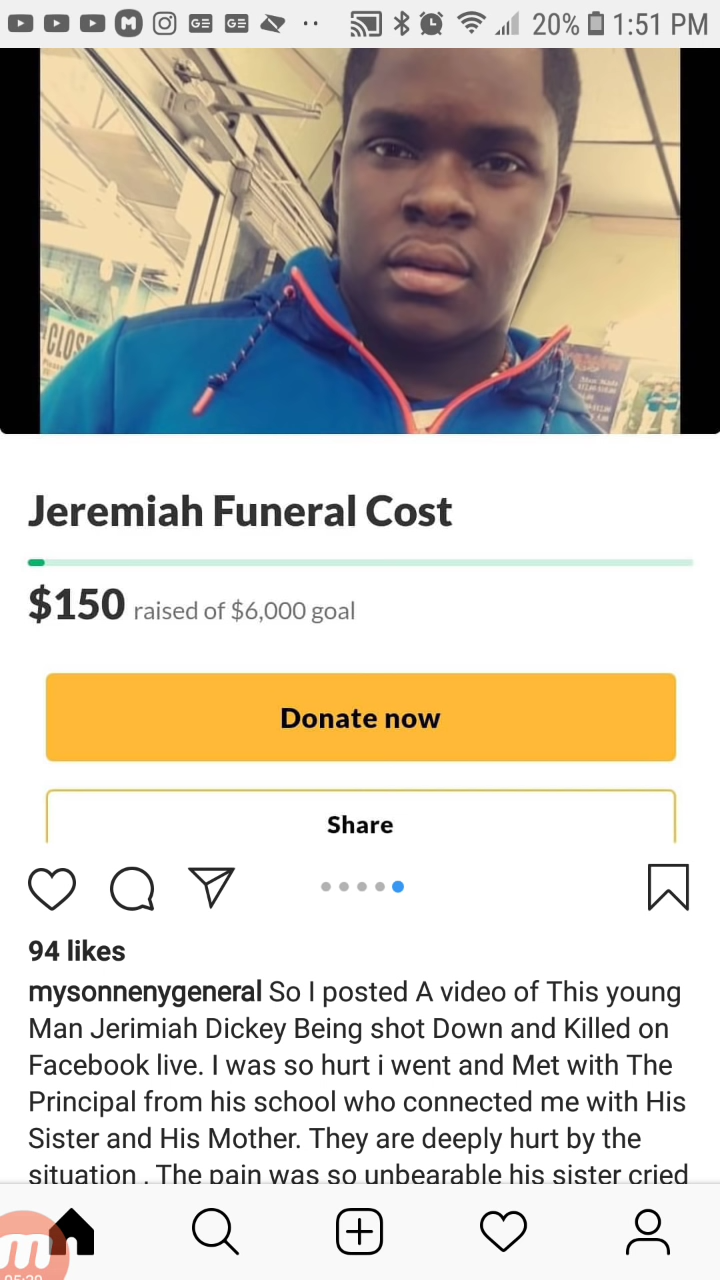 20% 1:51 PM
CLOS
Jeremiah Funeral Cost
$150 raised of $6,000 goal
Donate now
Share
94 likes
mysonnenygeneral So I posted A video of This young
Man Jerimiah Dickey Being shot Down and Killed on
Facebook live. I was so hurt i went and Met with The
Principal from his school who connected me with His
Sister and His Mother. They are deeply hurt by the
situation . The pain was so unbearable his sister cried
05:20